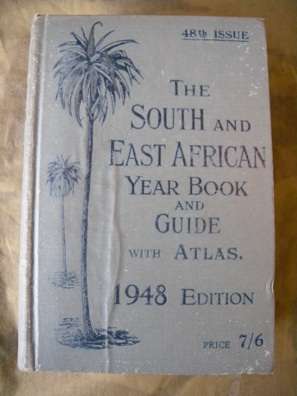 48th ISSUE
THE
SOUTH AND
EAST AFRICAN
YEAR BOOK
AND
GUIDE
WITH ATLAS.
1948 EDITION
PRICE 7/6